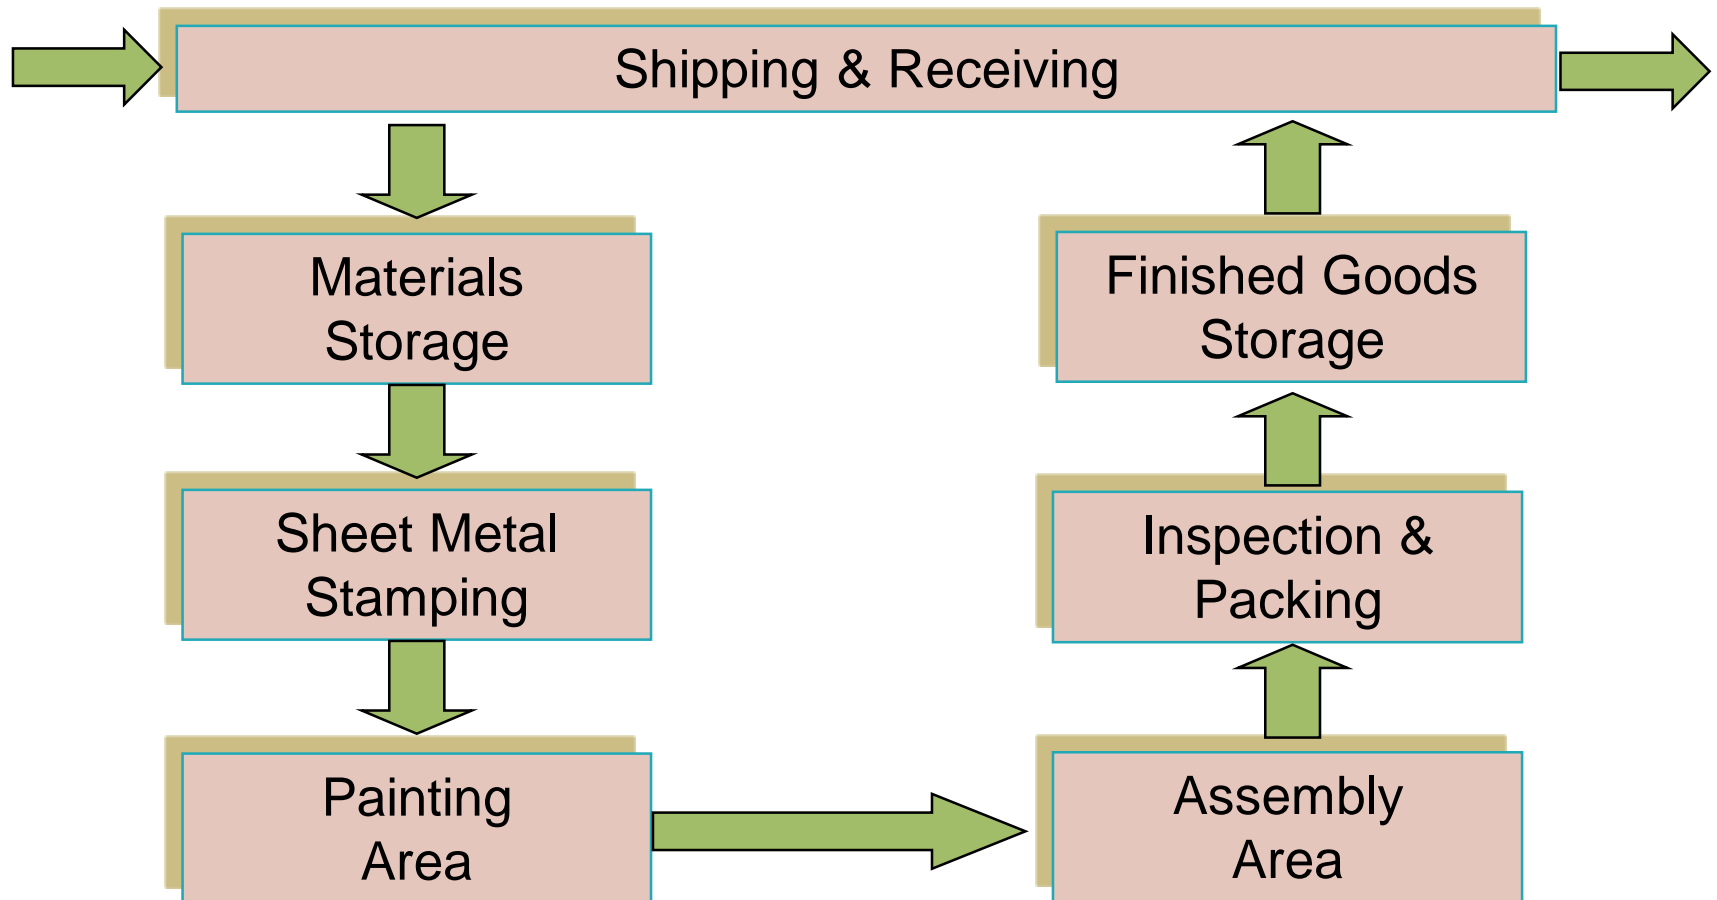 Shipping & Receiving
Materials
Storage
Sheet Metal
Stamping
Painting
Area
Finished Goods
Storage
Inspection &
Packing
Assembly
Area